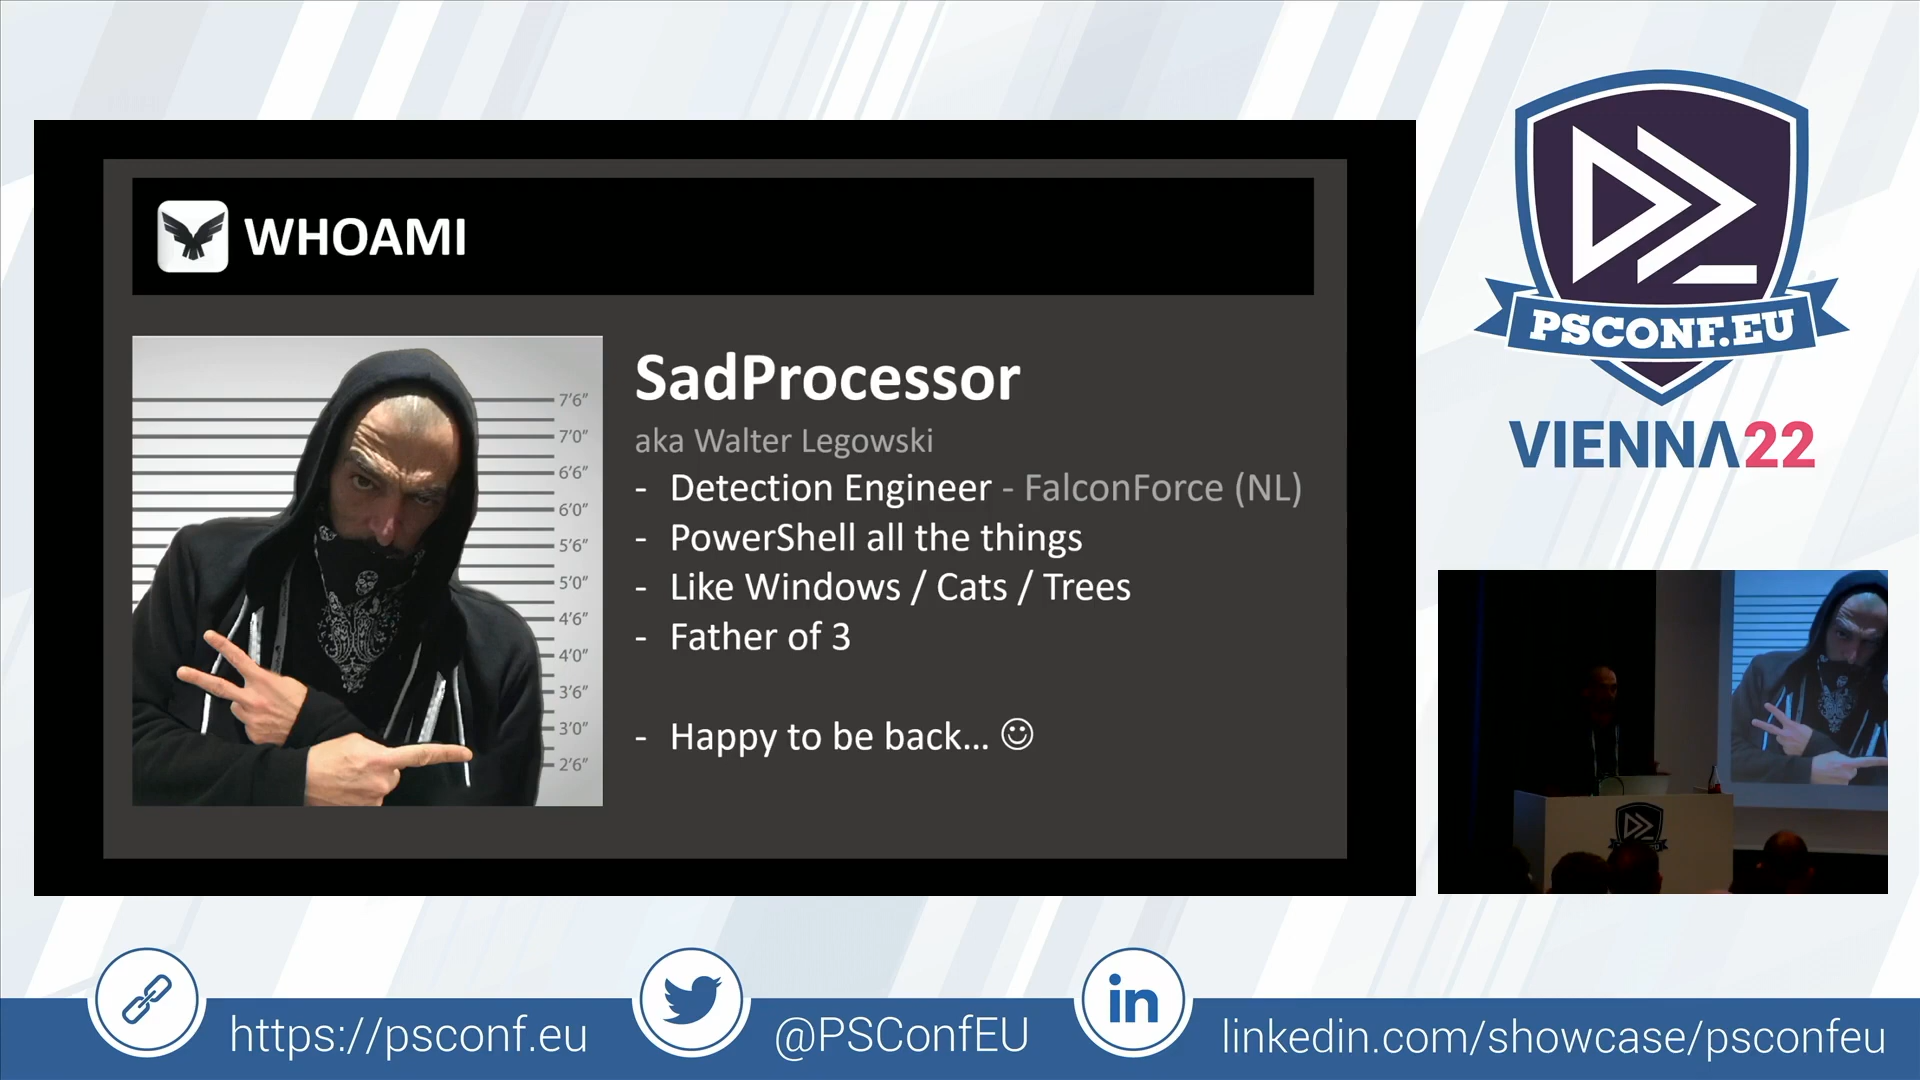 WHOAMI
SadProcessor
aka Walter Legowski
- Detection Engineer - FalconForce (NL)
- PowerShell all the things
- Like Windows / Cats / Trees
- Father of 3
- Happy to be back... ☺
7'6"
7'0"
6'6"
6'0"
5'6"
5'0"
4'6"
4'0"
3'6"
3'0"
2'6"
PSCONF.EU
VIENNA22
https://psconf.eu
@PSConfEU
in
linkedin.com/showcase/psconfeu